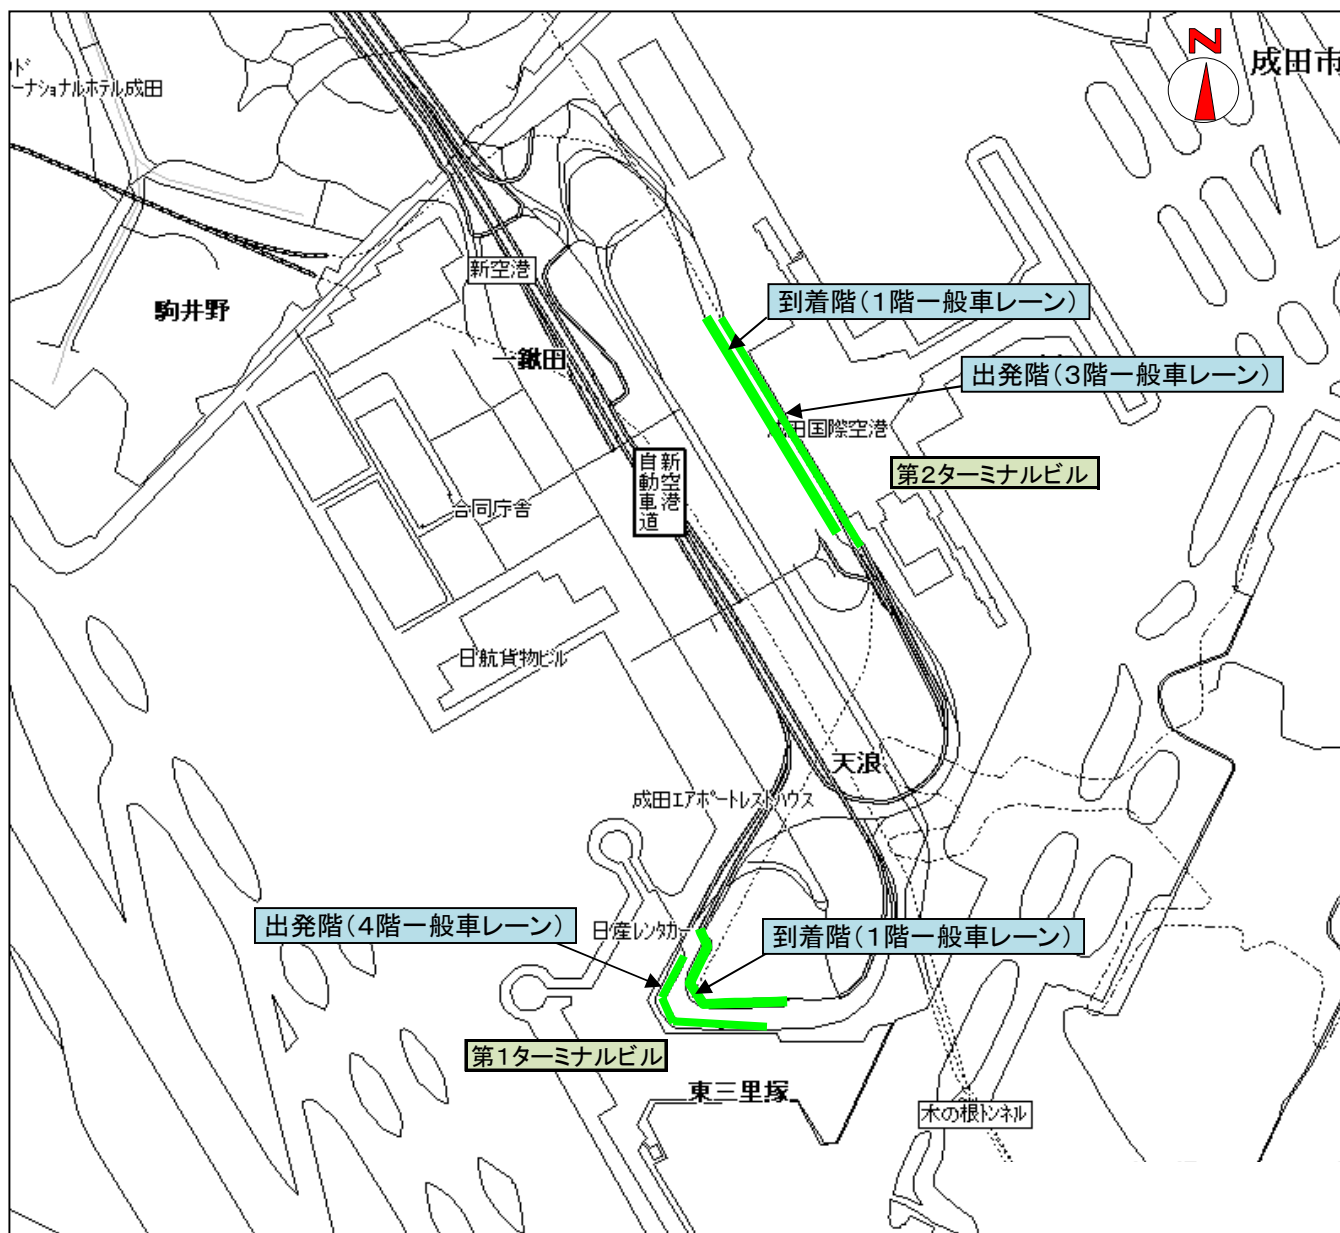 N
成田市
ド
ーナショナルホテル成田
新空港
駒井野
一鍬田
到着階(1階一般車レーン)
出発階(3階一般車レーン)
成田国際空港
第2ターミナルビル
新空港
自動車道
合同庁舎
日航貨物ビル
天浪
成田エアポートレストハウス
出発階(4階一般車レーン)
日産レンタカー
到着階(1階一般車レーン)
第1ターミナルビル
東三里塚
木の根トンネル